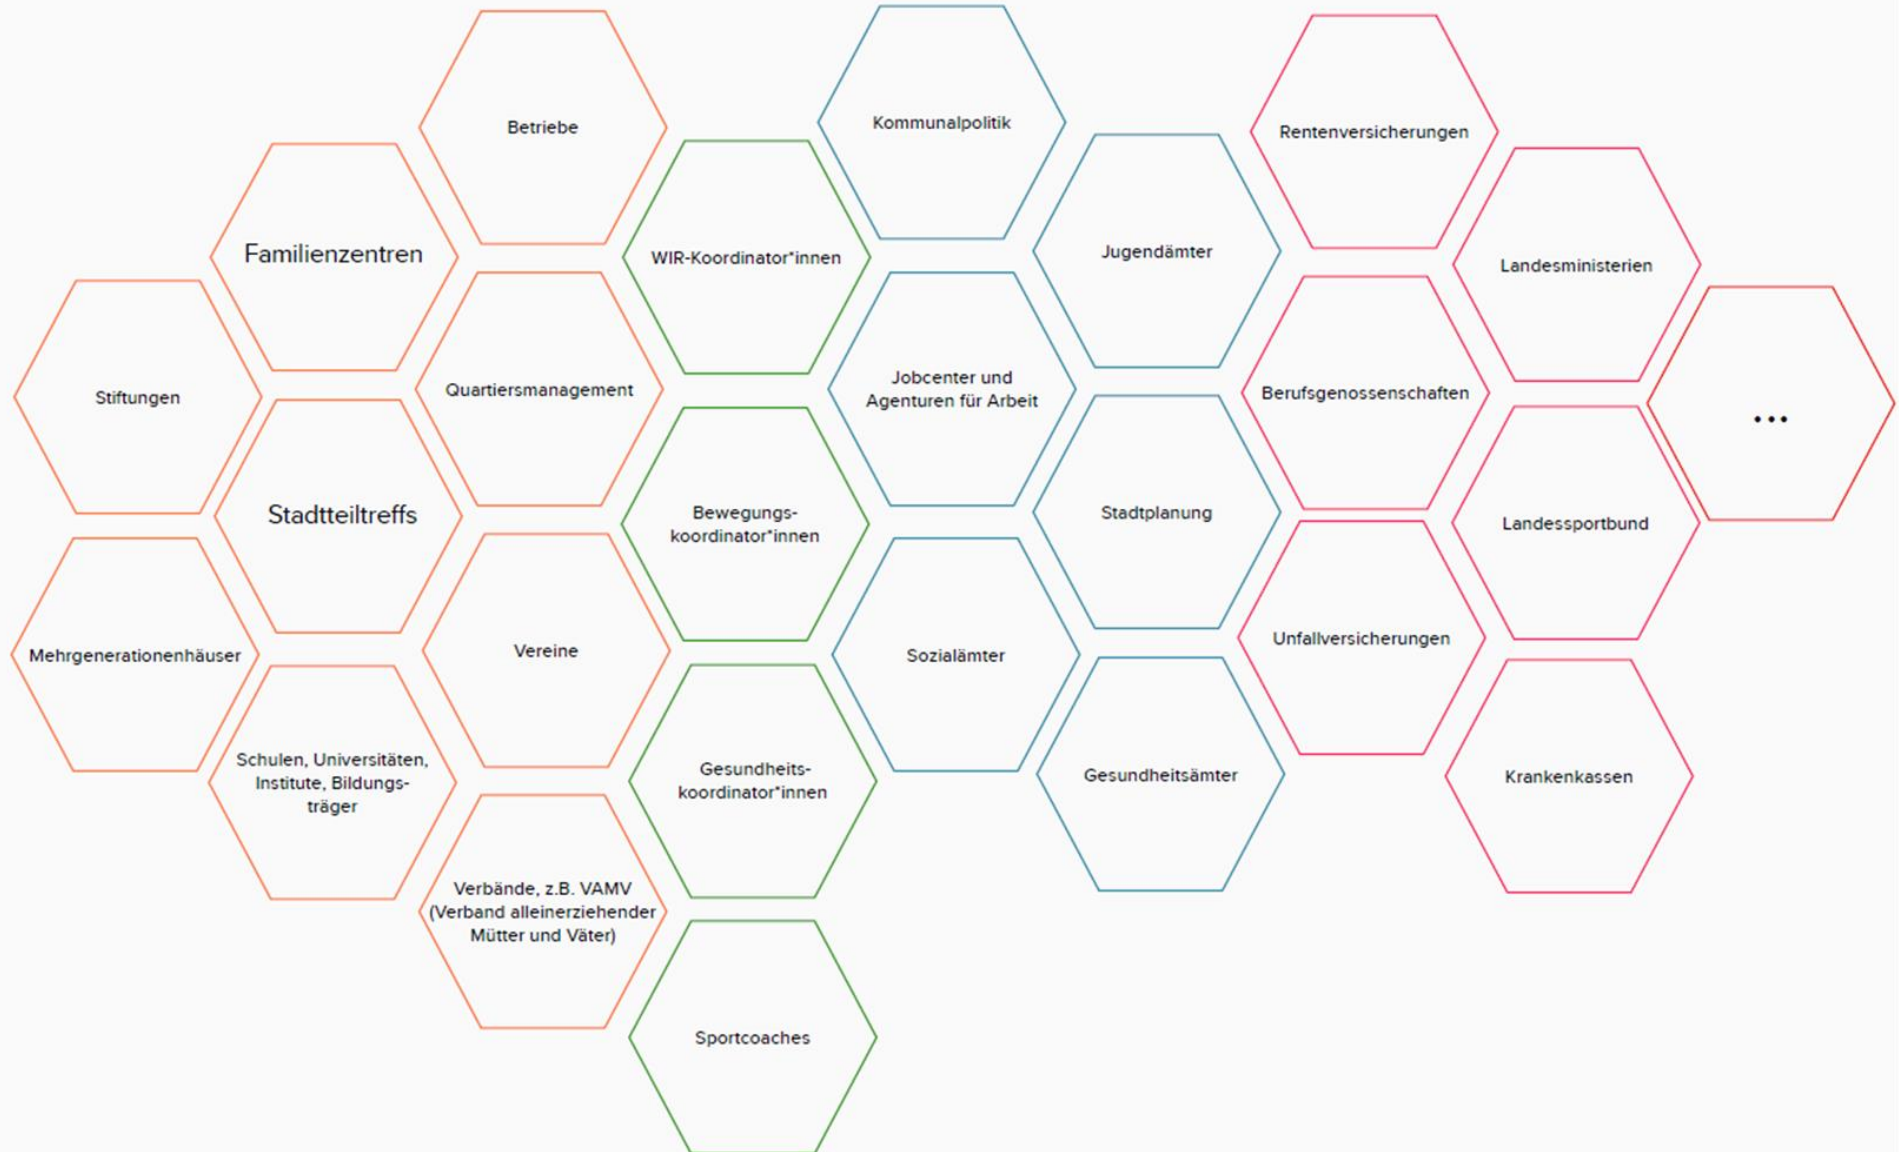 Betriebe
Kommunalpolitik
Rentenversicherungen
Familienzentren
WIR-Koordinator*innen
Jugendämter
Landesministerien
Stiftungen
Quartiersmanagement
Jobcenter und
Agenturen für Arbeit
Berufsgenossenschaften
...
Stadtteiltreffs
Bewegungs-
koordinator*innen
Stadtplanung
Landessportbund
Mehrgenerationenhäuser
Vereine
Sozialämter
Unfallversicherungen
Schulen, Universitäten,
Institute, Bildungs-
träger
Gesundheits-
koordinator*innen
Gesundheitsämter
Krankenkassen
Verbände, z.B. VAMV
(Verband alleinerziehender
Mütter und Väter)
Sportcoaches